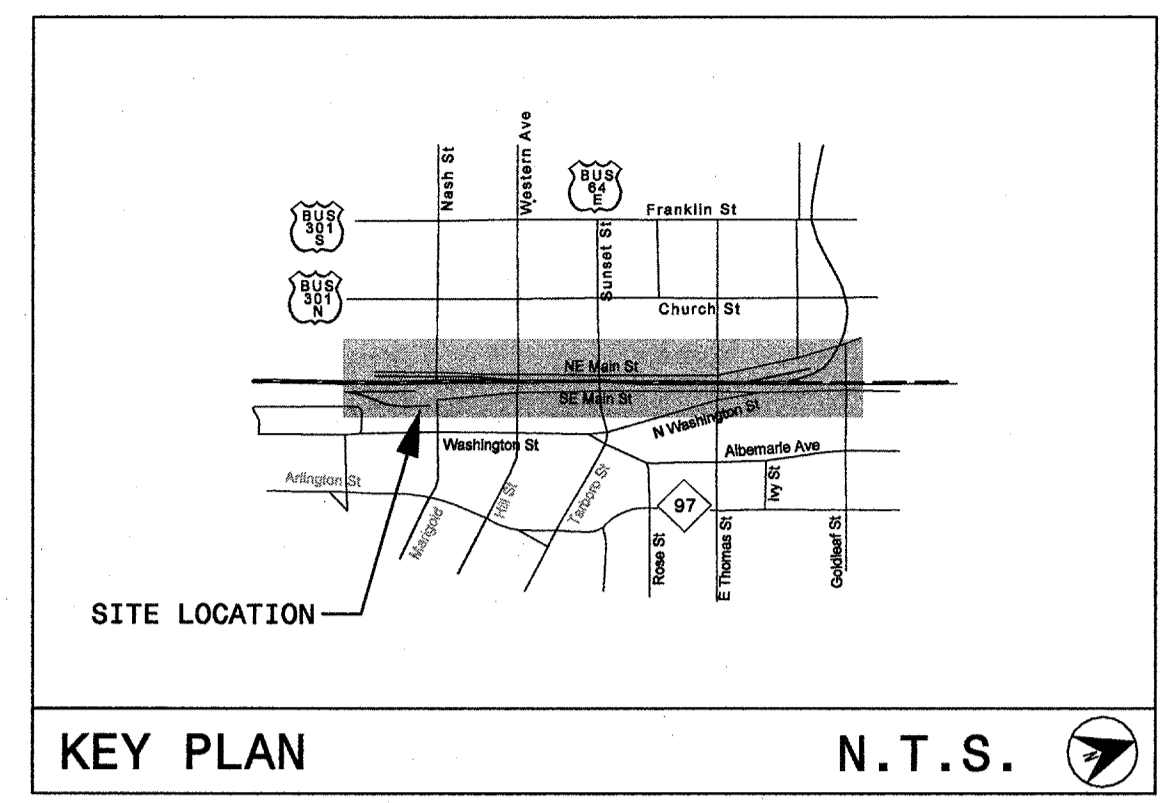 Nash St
Western Ave
BUS
64
E
BUS
301
S
Franklin St
Sunset St
BUS
301
N
Church St
NE Main St
SE Main St
N Washington St
Washington St
Albemarle Ave
Arlington St
Marigold
Hill St
Tarboro St
97
Ivy St
Rose St
E Thomas St
Goldleaf St
SITE LOCATION
KEY PLAN
N.T.S.
N